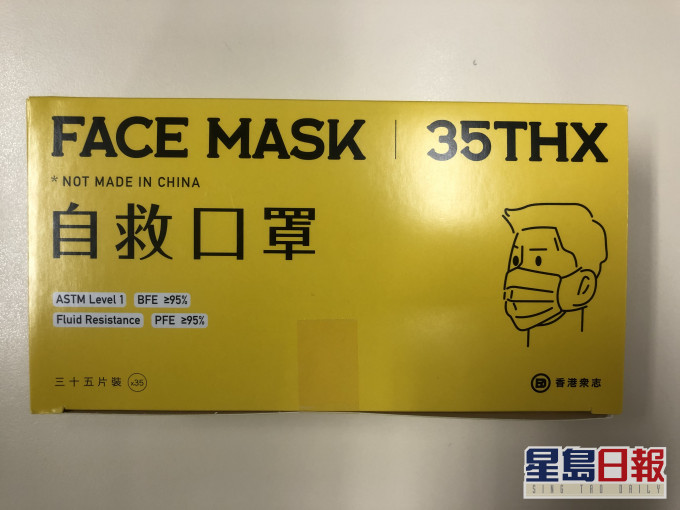 FACE MASK | 35THX
* NOT MADE IN CHINA
自救口罩
ASTM Level 1 BFE ≥95%
Fluid Resistance PFE ≥95%
三十五片裝 x35
香港衆志
星島日報
SING TAO DAILY